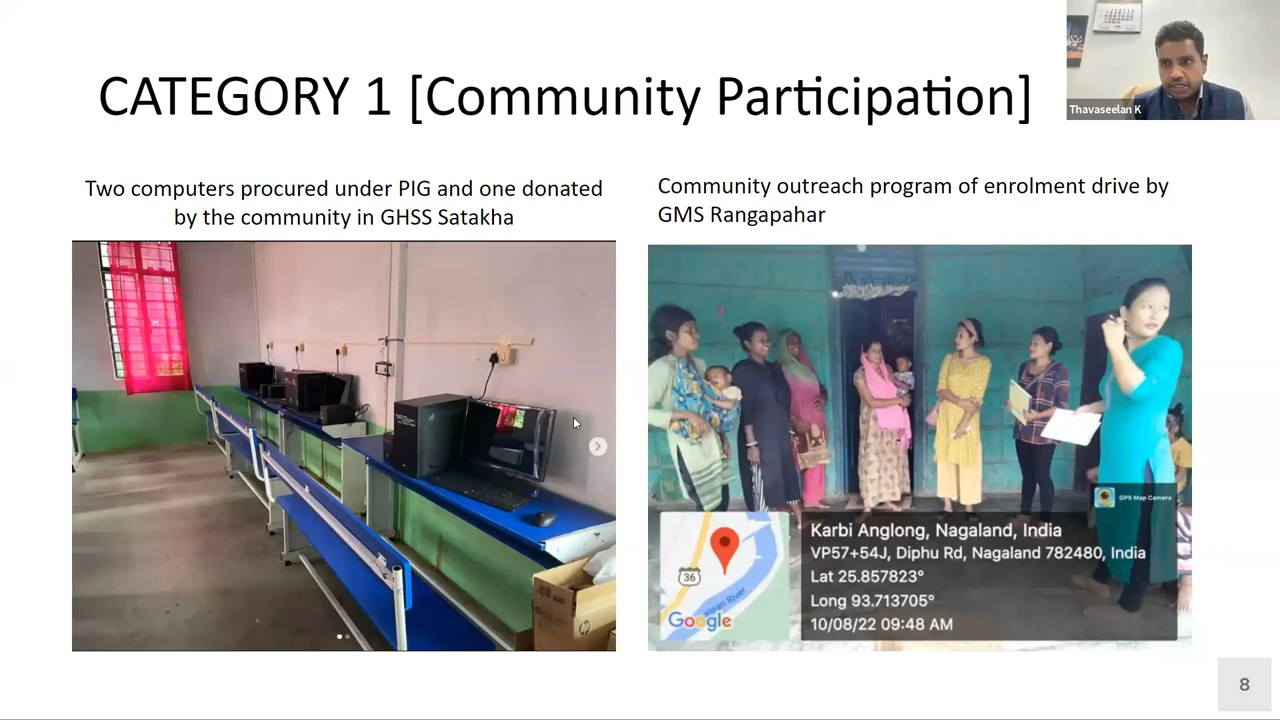 CATEGORY 1 [Community Participation]
Thavaseelan K
Two computers procured under PIG and one donated
by the community in GHSS Satakha
Community outreach program of enrolment drive by
GMS Rangapahar
GPS Map Camera
36
River
Google
Karbi Anglong, Nagaland, India
VP57+54J, Diphu Rd, Nagaland 782480, India
Lat 25.857823°
Long 93.713705°
10/08/22 09:48 AM
8